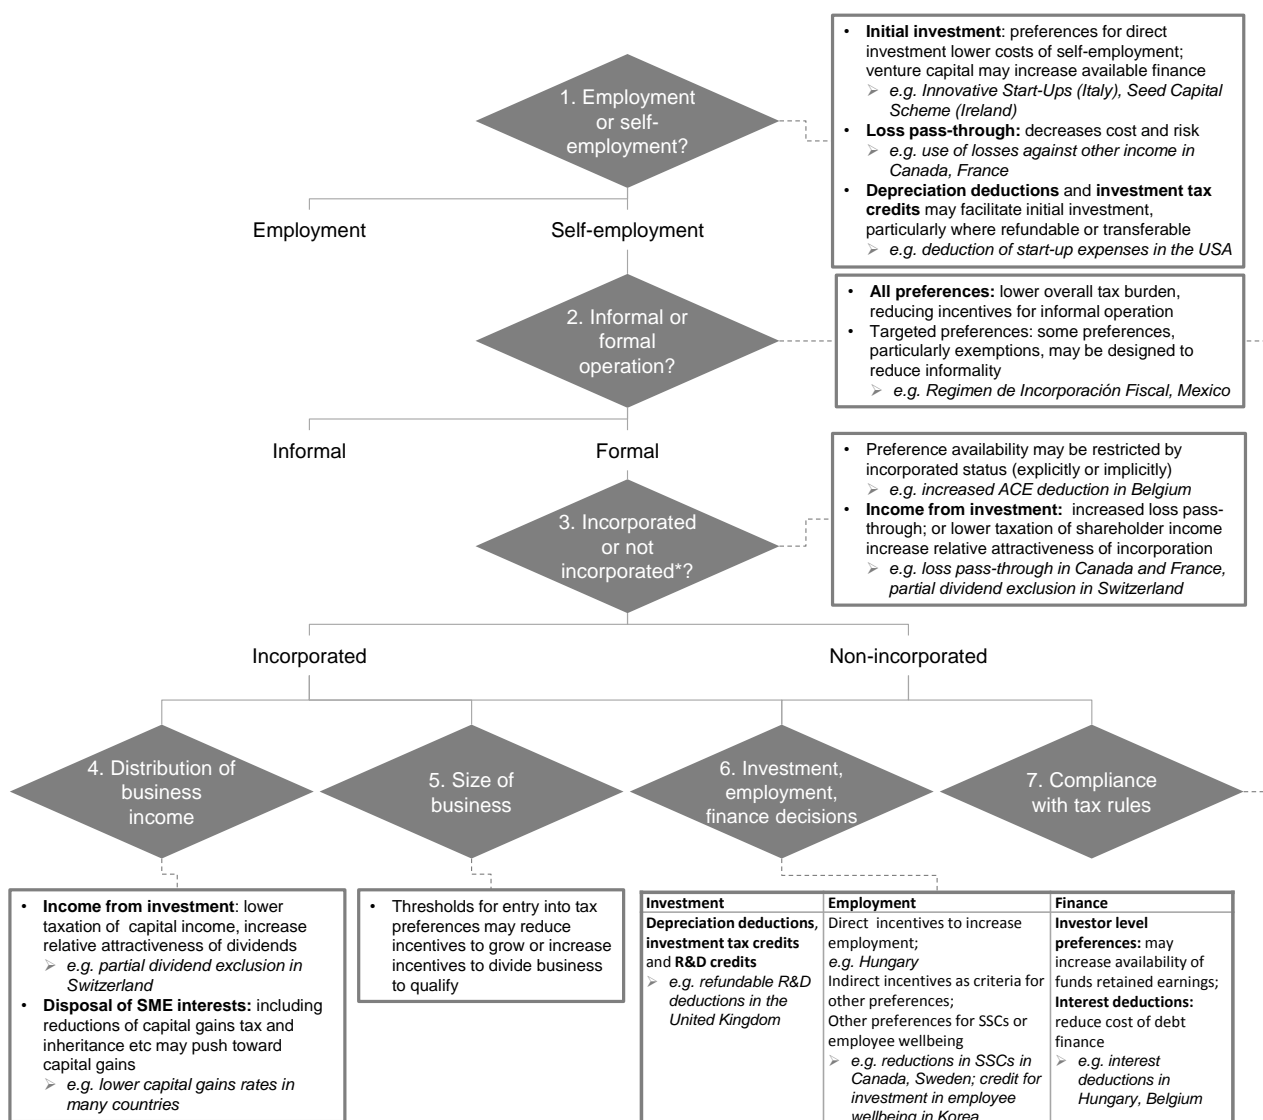 1. Employment
or self-
employment?
• Initial investment: preferences for direct
investment lower costs of self-employment;
venture capital may increase available finance
➢ e.g. Innovative Start-Ups (Italy), Seed Capital
Scheme (Ireland)
• Loss pass-through: decreases cost and risk
➢ e.g. use of losses against other income in
Canada, France
• Depreciation deductions and investment tax
credits may facilitate initial investment,
particularly where refundable or transferable
➢ e.g. deduction of start-up expenses in the USA
Employment
Self-employment
2. Informal or
formal
operation?
• All preferences: lower overall tax burden,
reducing incentives for informal operation
• Targeted preferences: some preferences,
particularly exemptions, may be designed to
reduce informality
➢ e.g. Regimen de Incorporación Fiscal, Mexico
Informal
Formal
3. Incorporated
or not
incorporated*?
• Preference availability may be restricted by
incorporated status (explicitly or implicitly)
➢ e.g. increased ACE deduction in Belgium
• Income from investment: increased loss pass-
through; or lower taxation of shareholder income
increase relative attractiveness of incorporation
➢ e.g. loss pass-through in Canada and France,
partial dividend exclusion in Switzerland
Incorporated
Non-incorporated
4. Distribution of
business
income
5. Size of
business
6. Investment,
employment,
finance decisions
7. Compliance
with tax rules
• Income from investment: lower
taxation of capital income, increase
relative attractiveness of dividends
➢ e.g. partial dividend exclusion in
Switzerland
• Disposal of SME interests: including
reductions of capital gains tax and
inheritance etc may push toward
capital gains
➢ e.g. lower capital gains rates in
many countries
• Thresholds for entry into tax
preferences may reduce
incentives to grow or increase
incentives to divide business
to qualify
Investment
Depreciation deductions,
investment tax credits
and R&D credits
➢ e.g. refundable R&D
deductions in the
United Kingdom
Employment
Direct incentives to increase
employment;
e.g. Hungary
Indirect incentives as criteria for
other preferences;
Other preferences for SSCs or
employee wellbeing
➢ e.g. reductions in SSCs in
Canada, Sweden; credit for
investment in employee
wellbeing in Korea
Finance
Investor level
preferences: may
increase availability of
funds retained earnings;
Interest deductions:
reduce cost of debt
finance
➢ e.g. interest
deductions in
Hungary, Belgium